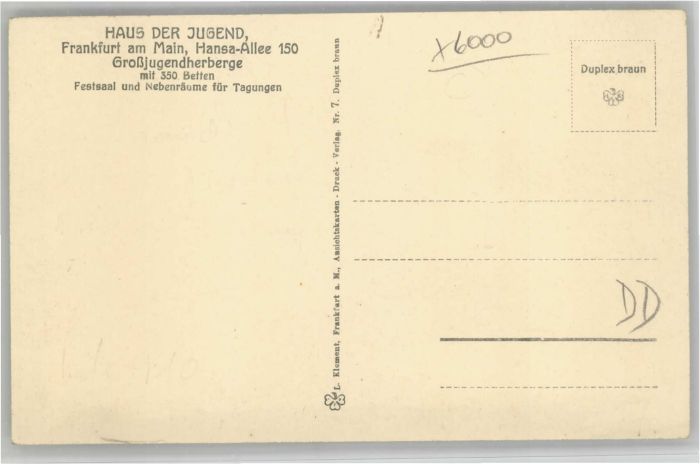 HAUS DER JUGEND,
Frankfurt am Main, Hansa-Allee 150
Großjugendherberge
mit 350 Betten
Festsaal und Nebenräume für Tagungen
L. Klement, Frankfurt a. M., Ansichtskarten - Druck - Verlag. Nr. 7. Duplex braun
x6000
Duplex braun
DD